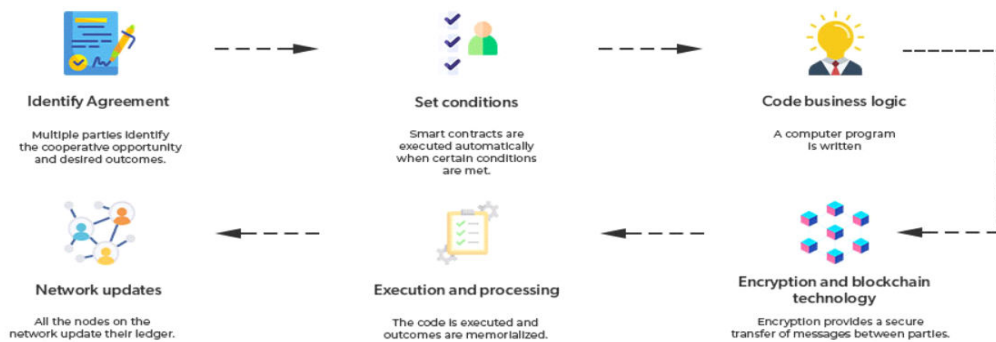 Identify Agreement
Multiple parties identify
the cooperative opportunity
and desired outcomes.
Set conditions
Smart contracts are
executed automatically
when certain conditions
are met.
Code business logic
A computer program
is written
Encryption and blockchain
technology
Encryption provides a secure
transfer of messages between parties.
Execution and processing
The code is executed and
outcomes are memorialized.
Network updates
All the nodes on the
network update their ledger.